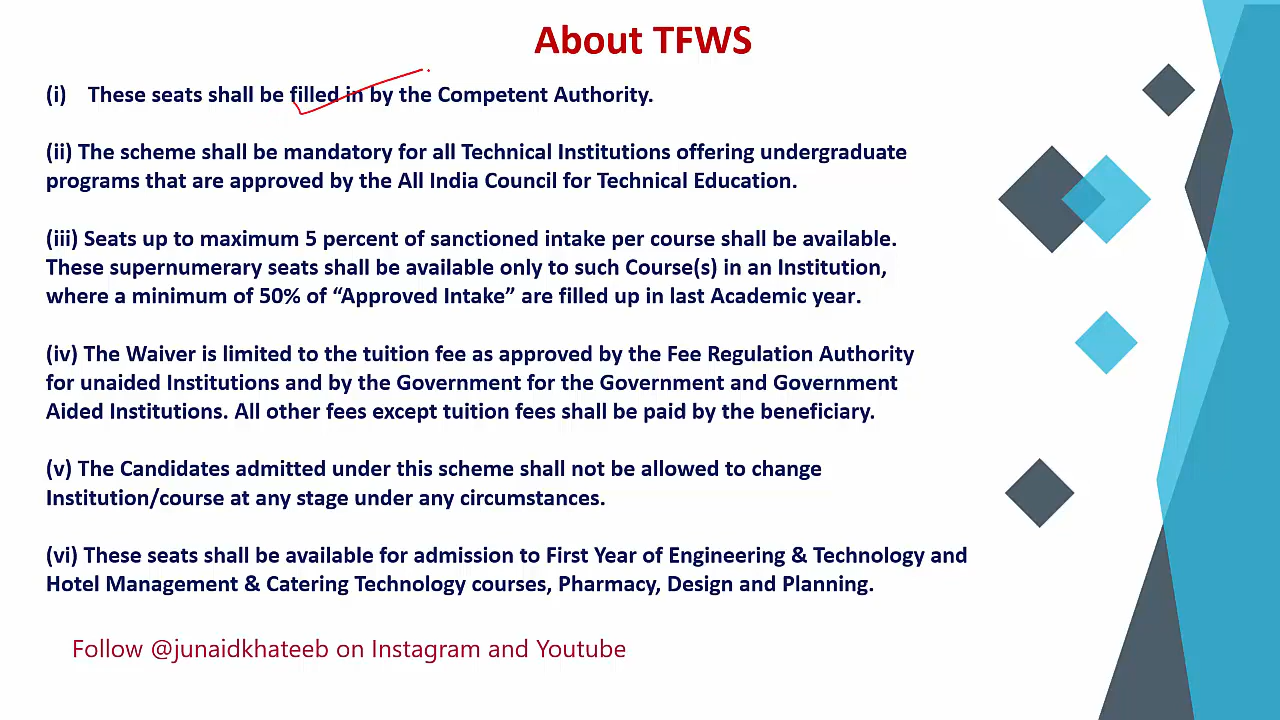 About TFWS
(i) These seats shall be filled in by the Competent Authority.
(ii) The scheme shall be mandatory for all Technical Institutions offering undergraduate
programs that are approved by the All India Council for Technical Education.
(iii) Seats up to maximum 5 percent of sanctioned intake per course shall be available.
These supernumerary seats shall be available only to such Course(s) in an Institution,
where a minimum of 50% of “Approved Intake” are filled up in last Academic year.
(iv) The Waiver is limited to the tuition fee as approved by the Fee Regulation Authority
for unaided Institutions and by the Government for the Government and Government
Aided Institutions. All other fees except tuition fees shall be paid by the beneficiary.
(v) The Candidates admitted under this scheme shall not be allowed to change
Institution/course at any stage under any circumstances.
(vi) These seats shall be available for admission to First Year of Engineering & Technology and
Hotel Management & Catering Technology courses, Pharmacy, Design and Planning.
Follow @junaidkhateeb on Instagram and Youtube